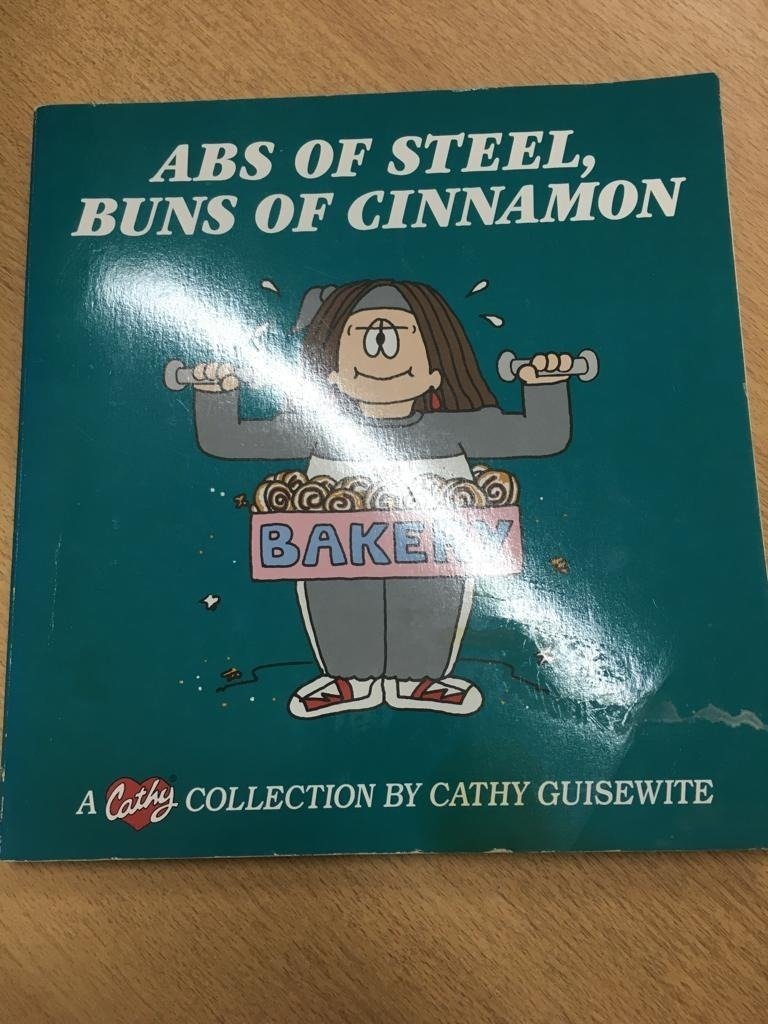 ABS OF STEEL,
BUNS OF CINNAMON
BAKERY
A Cathy® COLLECTION BY CATHY GUISEWITE